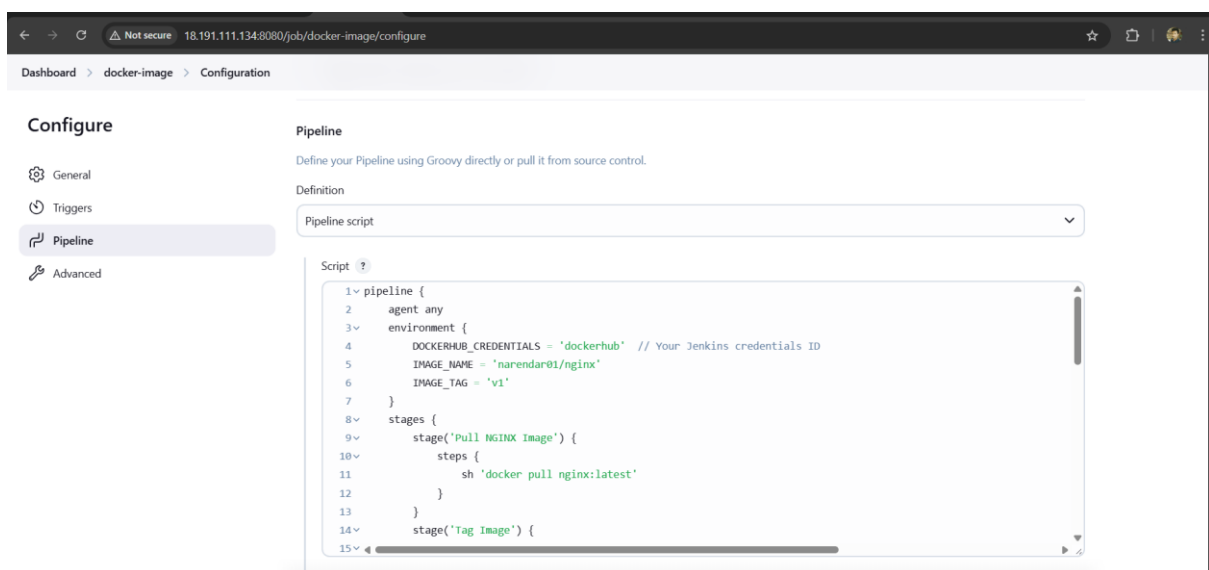 Not secure 18.191.111.134:8080/job/docker-image/configure
Dashboard > docker-image > Configuration
Configure
General
Triggers
Pipeline
Advanced
Pipeline
Define your Pipeline using Groovy directly or pull it from source control.
Definition
Pipeline script
Script ?
1 pipeline {
2     agent any
3     environment {
4         DOCKERHUB_CREDENTIALS = 'dockerhub'  // Your Jenkins credentials ID
5         IMAGE_NAME = 'narendar01/nginx'
6         IMAGE_TAG = 'v1'
7     }
8     stages {
9         stage('Pull NGINX Image') {
10             steps {
11                 sh 'docker pull nginx:latest'
12             }
13         }
14         stage('Tag Image') {
15